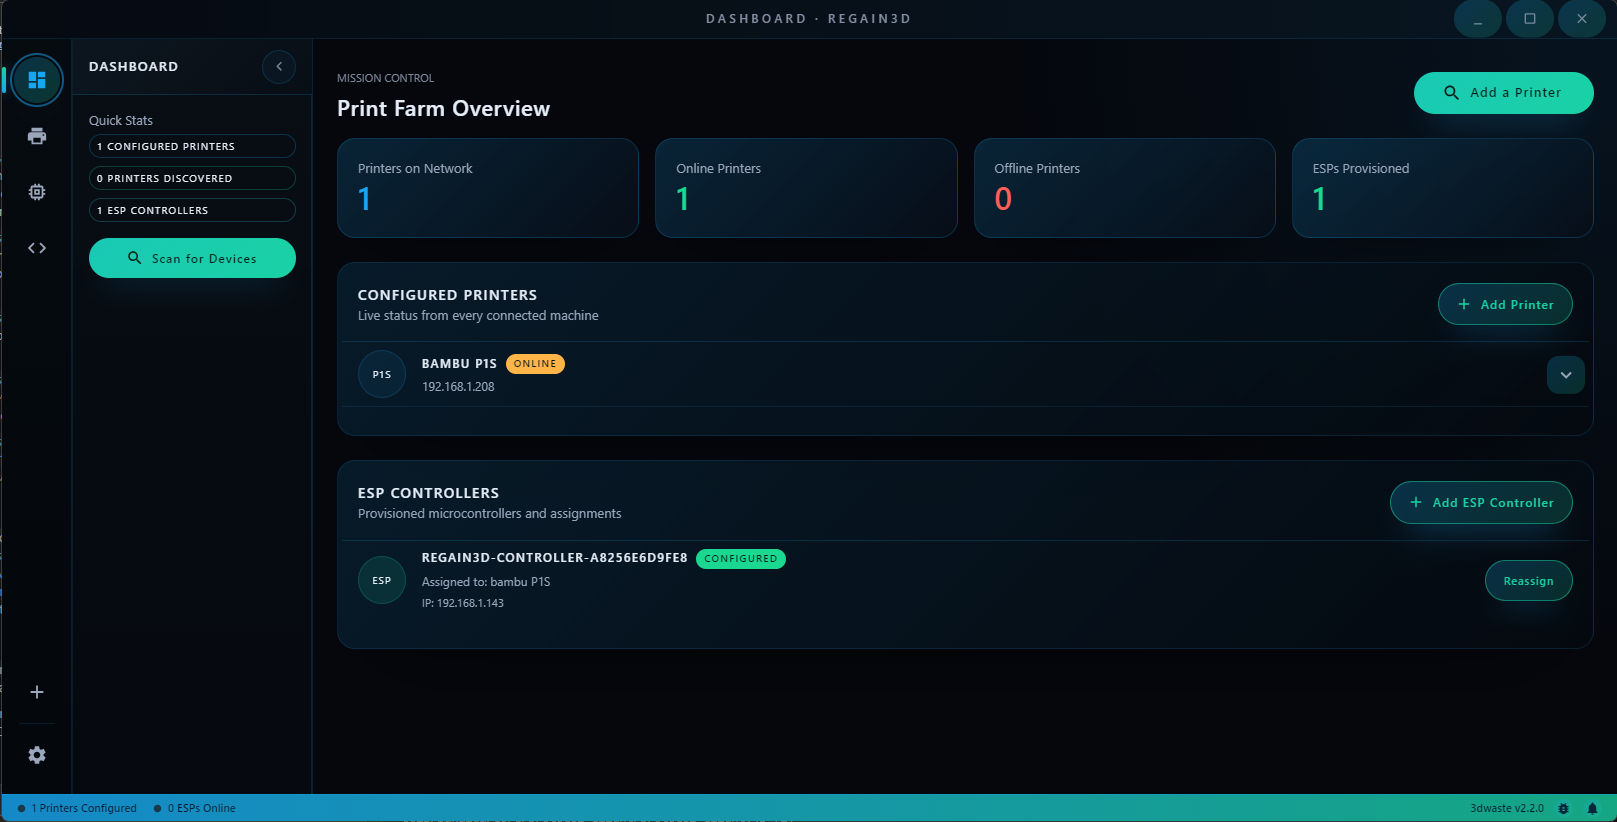 DASHBOARD · REGAIN3D
DASHBOARD
Quick Stats
1 CONFIGURED PRINTERS
0 PRINTERS DISCOVERED
1 ESP CONTROLLERS
Scan for Devices
MISSION CONTROL
Print Farm Overview
Add a Printer
Printers on Network
1
Online Printers
1
Offline Printers
0
ESPs Provisioned
1
CONFIGURED PRINTERS
Live status from every connected machine
Add Printer
P1S
BAMBU P1S ONLINE
192.168.1.208
ESP CONTROLLERS
Provisioned microcontrollers and assignments
Add ESP Controller
ESP
REGAIN3D-CONTROLLER-A8256E6D9FE8 CONFIGURED
Assigned to: bambu P1S
IP: 192.168.1.143
Reassign
1 Printers Configured
0 ESPs Online
3dwaste v2.2.0